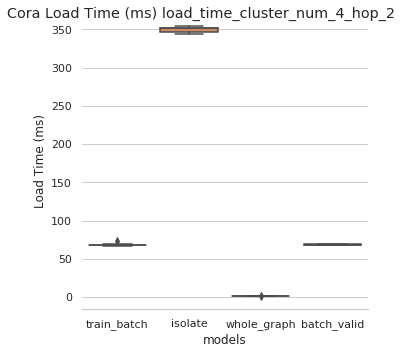 Cora Load Time (ms) load_time_cluster_num_4_hop_2
350
300
250
200
150
100
50
0
Load Time (ms)
train_batch isolate whole_graph batch_valid
models